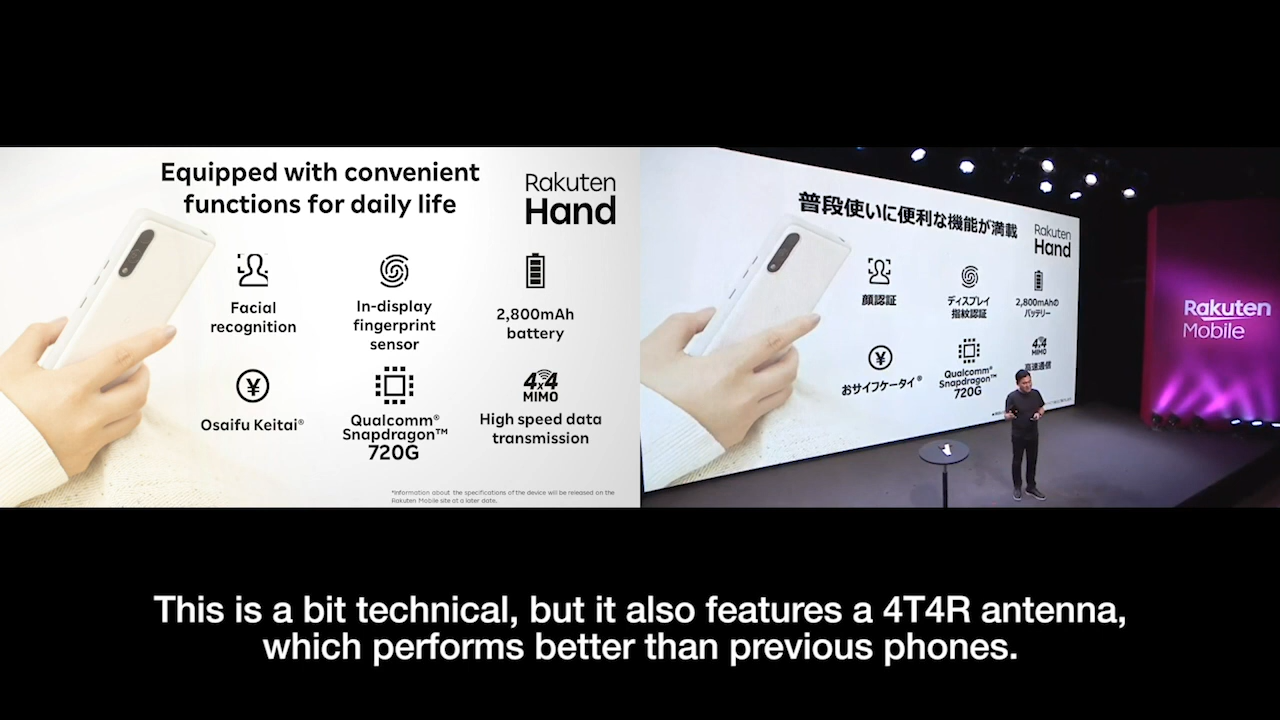 Equipped with convenient
functions for daily life
Rakuten
Hand
Facial
recognition
In-display
fingerprint
sensor
2,800mAh
battery
Osaifu Keitai®
Qualcomm®
Snapdragon™
720G
4x4
MIMO
High speed data
transmission
*Information about the specifications of the device will be released on the
Rakuten Mobile site at a later date.
普段使いに便利な機能が満載
Rakuten
Hand
顔認証
ディスプレイ
指紋認証
2,800mAhの
バッテリー
おサイフケータイ®
Qualcomm®
Snapdragon™
720G
4x4
MIMO
高速通信
Rakuten
Mobile
This is a bit technical, but it also features a 4T4R antenna,
which performs better than previous phones.